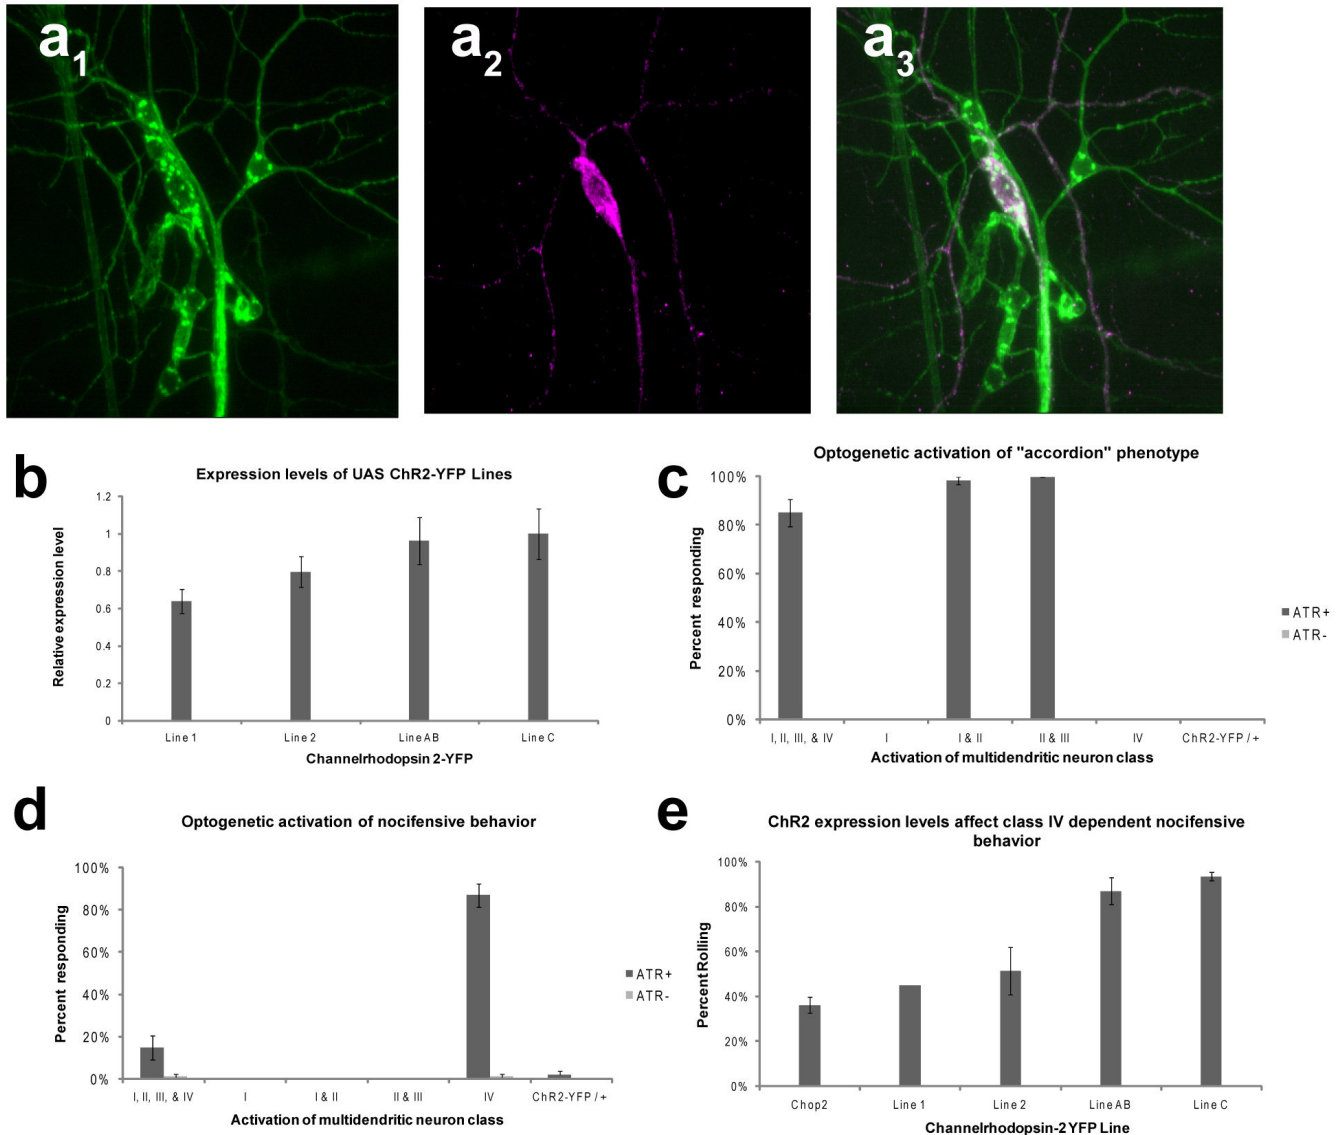 a1
a2
a3
b
Expression levels of UAS ChR2-YFP Lines
Relative expression level
1.2
1
0.8
0.6
0.4
0.2
0
Line 1
Line 2
Line AB
Line C
Channelrhodopsin 2-YFP
c
Optogenetic activation of "accordion" phenotype
Percent responding
100%
80%
60%
40%
20%
0%
I, II, III, & IV
I
I & II
II & III
IV
ChR2-YFP / +
Activation of multidendritic neuron class
ATR+
ATR-
d
Optogenetic activation of nocifensive behavior
Percent responding
100%
80%
60%
40%
20%
0%
I, II, III, & IV
I
I & II
II & III
IV
ChR2-YFP / +
Activation of multidendritic neuron class
ATR+
ATR-
e
ChR2 expression levels affect class IV dependent nocifensive
behavior
Percent Rolling
100%
80%
60%
40%
20%
0%
Chop2
Line 1
Line 2
Line AB
Line C
Channelrhodopsin-2 YFP Line